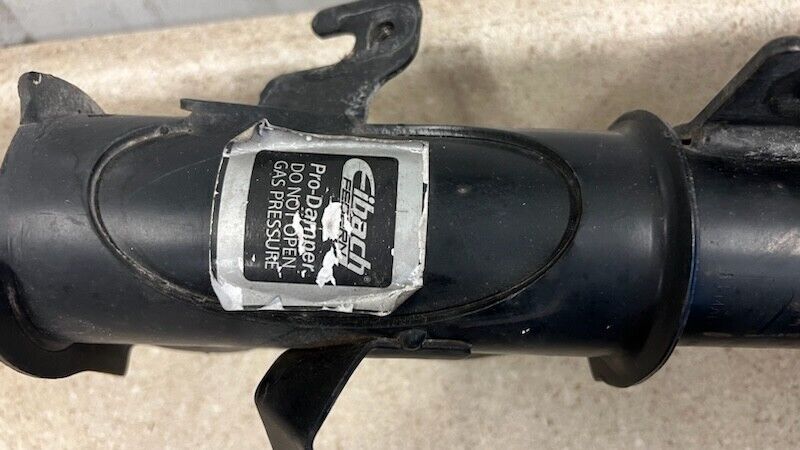 Eibach®
Pro-Damper
DO NOT OPEN
GAS PRESSURE